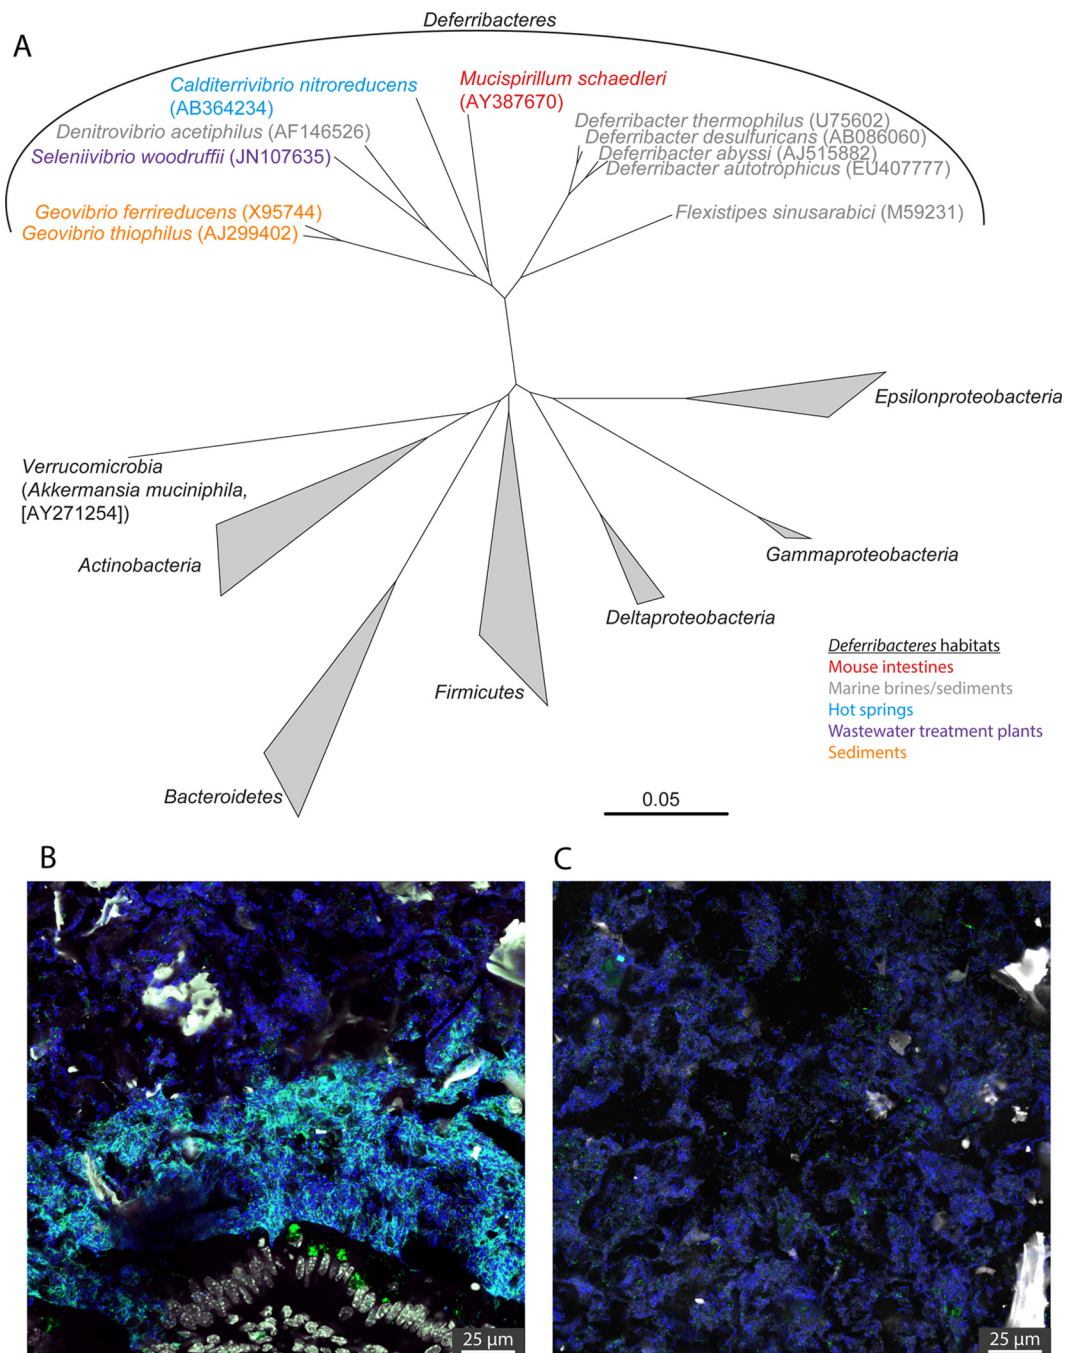 Deferribacteres
A
Calditerrivibrio nitroreducens
(AB364234)
Mucispirillum schaedleri
(AY387670)
Denitrovibrio acetiphilus (AF146526)
Seleniivibrio woodruffii (JN107635)
Deferribacter thermophilus (U75602)
Deferribacter desulfuricans (AB086060)
Deferribacter abyssi (AJ515882)
Deferribacter autotrophicus (EU407777)
Geovibrio ferrireducens (X95744)
Geovibrio thiophilus (AJ299402)
Flexistipes sinusarabici (M59231)
Epsilonproteobacteria
Verrucomicrobia
(Akkermansia muciniphila,
[AY271254])
Actinobacteria
Gammaproteobacteria
Deltaproteobacteria
Firmicutes
Bacteroidetes
Deferribacteres habitats
Mouse intestines
Marine brines/sediments
Hot springs
Wastewater treatment plants
Sediments
0.05
B
C
25 μm
25 μm